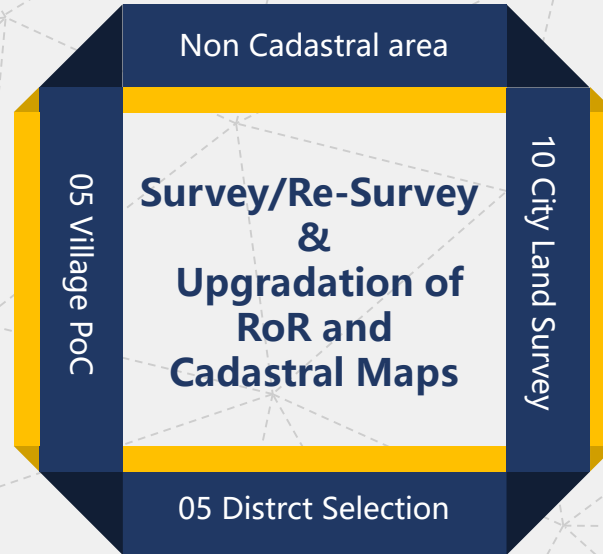 Non Cadastral area
05 Village PoC
Survey/Re-Survey
&
Upgradation of
RoR and
Cadastral Maps
10 City Land Survey
05 Distrct Selection